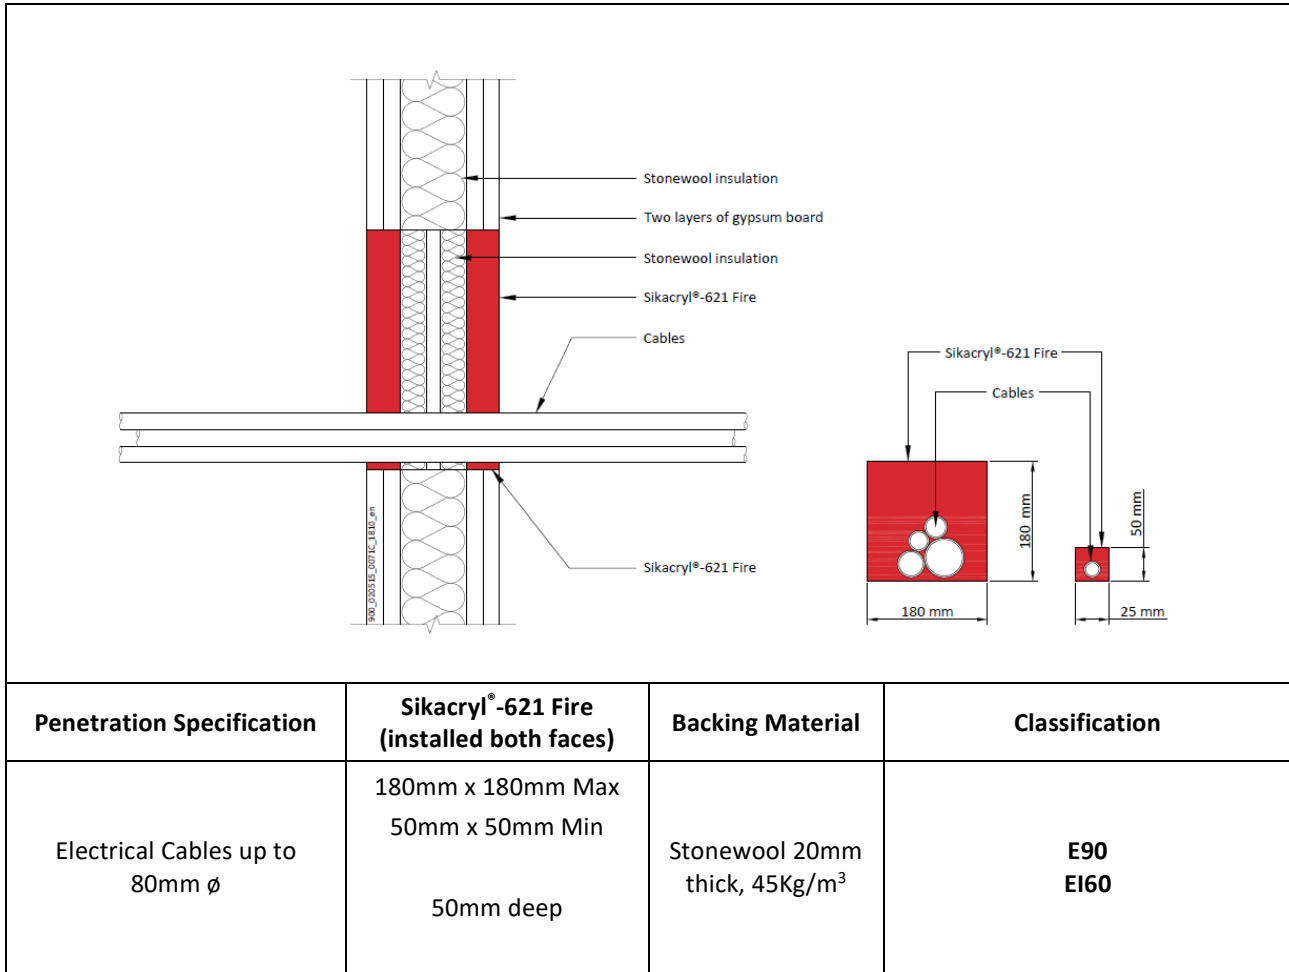 Stonewool insulation
Two layers of gypsum board
Stonewool insulation
Sikacryl®-621 Fire
Cables
Sikacryl®-621 Fire
900_020515_0071C_1810_en
Sikacryl®-621 Fire
Cables
180 mm
50 mm
180 mm
25 mm
Penetration Specification
Sikacryl®-621 Fire
(installed both faces)
Backing Material
Classification
Electrical Cables up to
80mm ø
180mm x 180mm Max
50mm x 50mm Min
50mm deep
Stonewool 20mm
thick, 45Kg/m³
E90
EI60